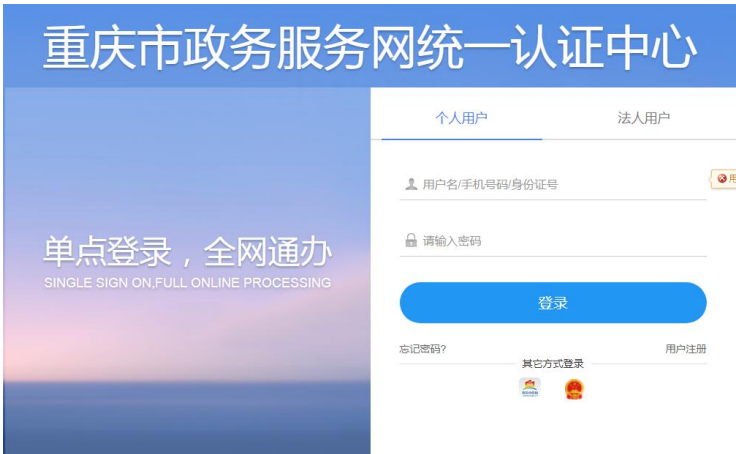 重庆市政务服务网统一认证中心
个人用户 法人用户
用户名/手机号码/身份证号
用
请输入密码
单点登录，全网通办
SINGLE SIGN ON,FULL ONLINE PROCESSING
登录
忘记密码? 用户注册
其它方式登录